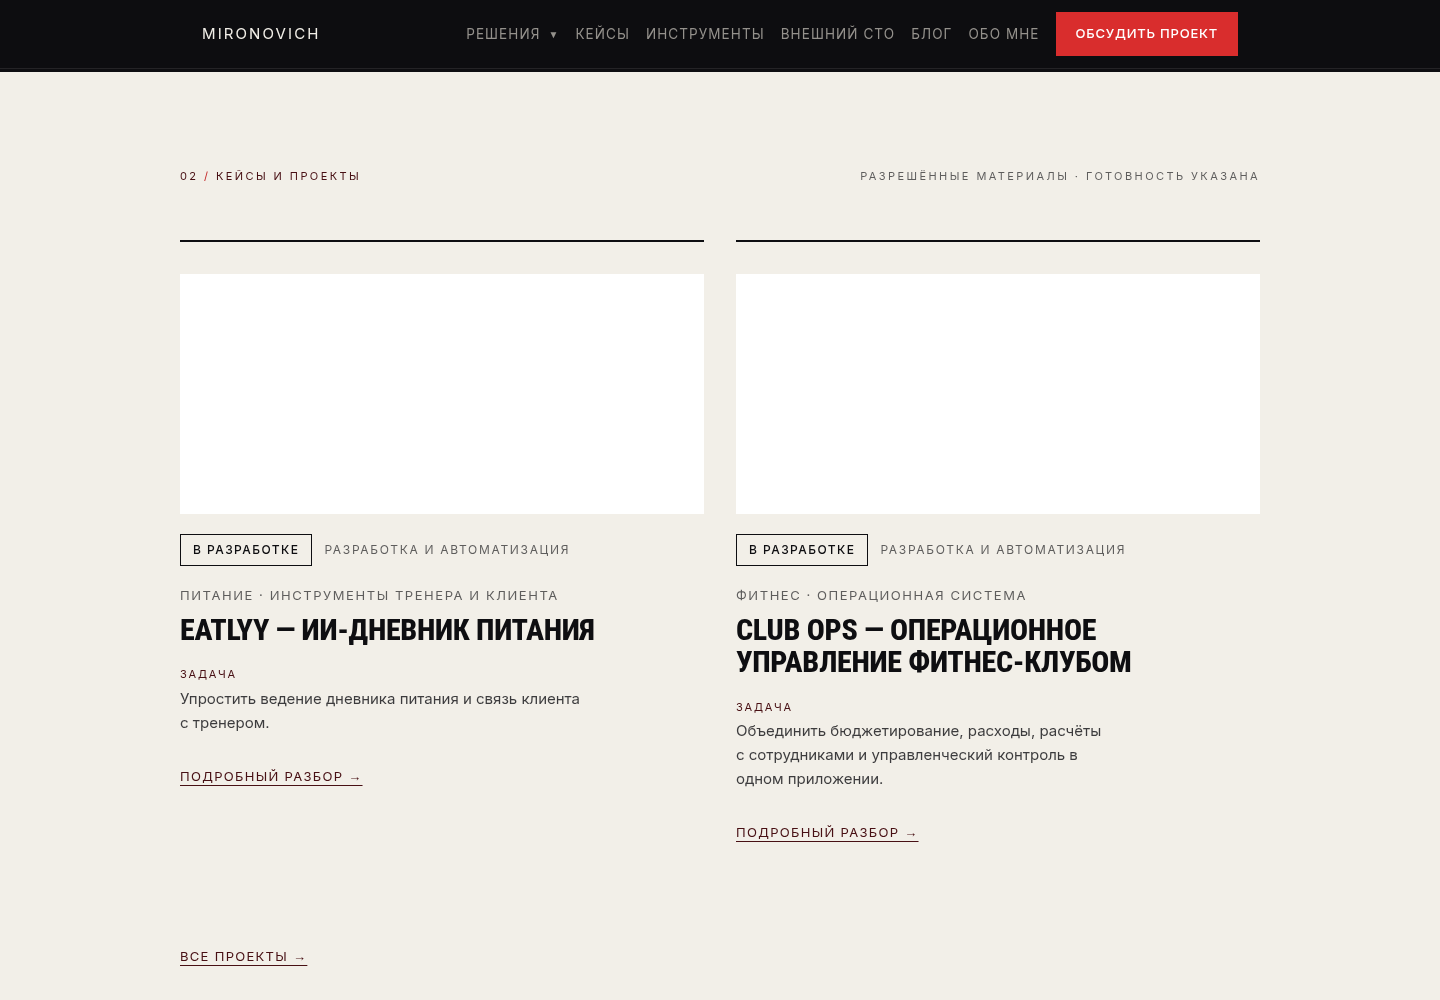 MIRONOVICH
РЕШЕНИЯ ▾ КЕЙСЫ ИНСТРУМЕНТЫ ВНЕШНИЙ СТО БЛОГ ОБО МНЕ ОБСУДИТЬ ПРОЕКТ
02 / КЕЙСЫ И ПРОЕКТЫ
РАЗРЕШЁННЫЕ МАТЕРИАЛЫ · ГОТОВНОСТЬ УКАЗАНА
В РАЗРАБОТКЕ РАЗРАБОТКА И АВТОМАТИЗАЦИЯ
ПИТАНИЕ · ИНСТРУМЕНТЫ ТРЕНЕРА И КЛИЕНТА
EATLYY — ИИ-ДНЕВНИК ПИТАНИЯ
ЗАДАЧА
Упростить ведение дневника питания и связь клиента
с тренером.
ПОДРОБНЫЙ РАЗБОР →
В РАЗРАБОТКЕ РАЗРАБОТКА И АВТОМАТИЗАЦИЯ
ФИТНЕС · ОПЕРАЦИОННАЯ СИСТЕМА
CLUB OPS — ОПЕРАЦИОННОЕ
УПРАВЛЕНИЕ ФИТНЕС-КЛУБОМ
ЗАДАЧА
Объединить бюджетирование, расходы, расчёты
с сотрудниками и управленческий контроль в
одном приложении.
ПОДРОБНЫЙ РАЗБОР →
ВСЕ ПРОЕКТЫ →